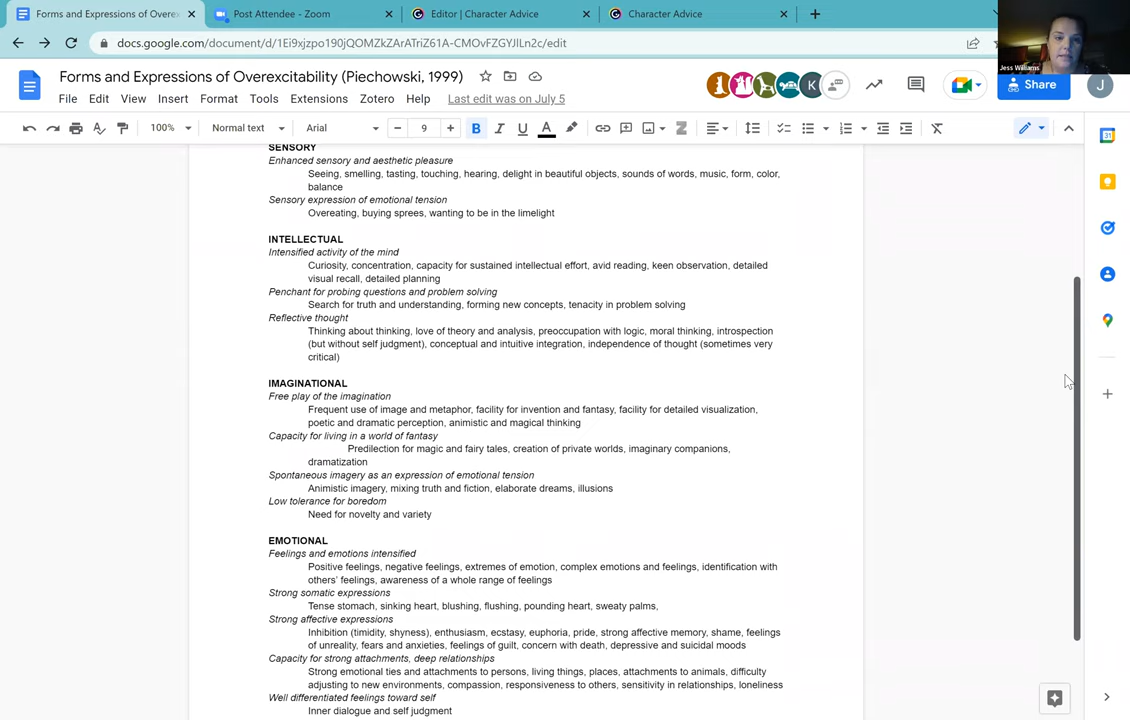 Forms and Expressions of Overex
Post Attendee - Zoom
Editor | Character Advice
Character Advice
docs.google.com/document/d/1Ei9xjzpo190jQOMZkZArATriZ61A-CMOvFZGYJlLn2c/edit
Jess Williams
Forms and Expressions of Overexcitability (Piechowski, 1999)
File Edit View Insert Format Tools Extensions Zotero Help Last edit was on July 5
K
Share
J
100% Normal text Arial 9 B I U A
31
SENSORY
Enhanced sensory and aesthetic pleasure
Seeing, smelling, tasting, touching, hearing, delight in beautiful objects, sounds of words, music, form, color,
balance
Sensory expression of emotional tension
Overeating, buying sprees, wanting to be in the limelight
INTELLECTUAL
Intensified activity of the mind
Curiosity, concentration, capacity for sustained intellectual effort, avid reading, keen observation, detailed
visual recall, detailed planning
Penchant for probing questions and problem solving
Search for truth and understanding, forming new concepts, tenacity in problem solving
Reflective thought
Thinking about thinking, love of theory and analysis, preoccupation with logic, moral thinking, introspection
(but without self judgment), conceptual and intuitive integration, independence of thought (sometimes very
critical)
IMAGINATIONAL
Free play of the imagination
Frequent use of image and metaphor, facility for invention and fantasy, facility for detailed visualization,
poetic and dramatic perception, animistic and magical thinking
Capacity for living in a world of fantasy
Predilection for magic and fairy tales, creation of private worlds, imaginary companions,
dramatization
Spontaneous imagery as an expression of emotional tension
Animistic imagery, mixing truth and fiction, elaborate dreams, illusions
Low tolerance for boredom
Need for novelty and variety
EMOTIONAL
Feelings and emotions intensified
Positive feelings, negative feelings, extremes of emotion, complex emotions and feelings, identification with
others' feelings, awareness of a whole range of feelings
Strong somatic expressions
Tense stomach, sinking heart, blushing, flushing, pounding heart, sweaty palms,
Strong affective expressions
Inhibition (timidity, shyness), enthusiasm, ecstasy, euphoria, pride, strong affective memory, shame, feelings
of unreality, fears and anxieties, feelings of guilt, concern with death, depressive and suicidal moods
Capacity for strong attachments, deep relationships
Strong emotional ties and attachments to persons, living things, places, attachments to animals, difficulty
adjusting to new environments, compassion, responsiveness to others, sensitivity in relationships, loneliness
Well differentiated feelings toward self
Inner dialogue and self judgment